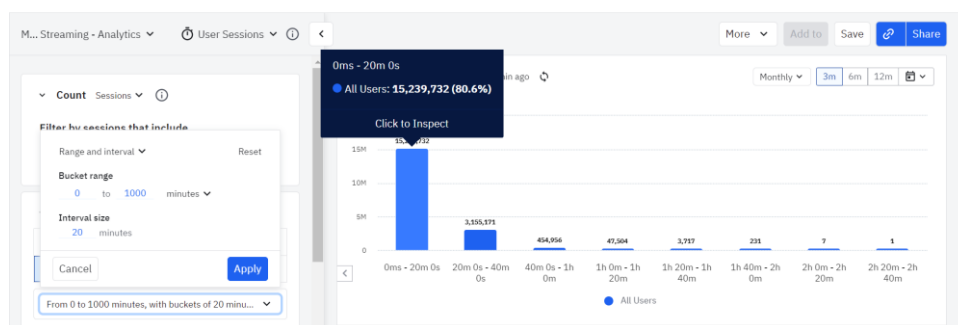 M... Streaming - Analytics
User Sessions
More
Add to
Save
Share
Count Sessions
Filter by sessions that include
Range and interval
Reset
Bucket range
0 to 1000 minutes
Interval size
20 minutes
Cancel
Apply
From 0 to 1000 minutes, with buckets of 20 minu...
0ms - 20m 0s
All Users: 15,239,732 (80.6%)
Click to Inspect
ago
Monthly
3m 6m 12m
15M
10M
5M
0
3,155,171
454,956
47,504
3,717
231
7
1
0ms - 20m 0s
20m 0s - 40m
0s
40m 0s - 1h
0m
1h 0m - 1h
20m
1h 20m - 1h
40m
1h 40m - 2h
0m
2h 0m - 2h
20m
2h 20m - 2h
40m
All Users